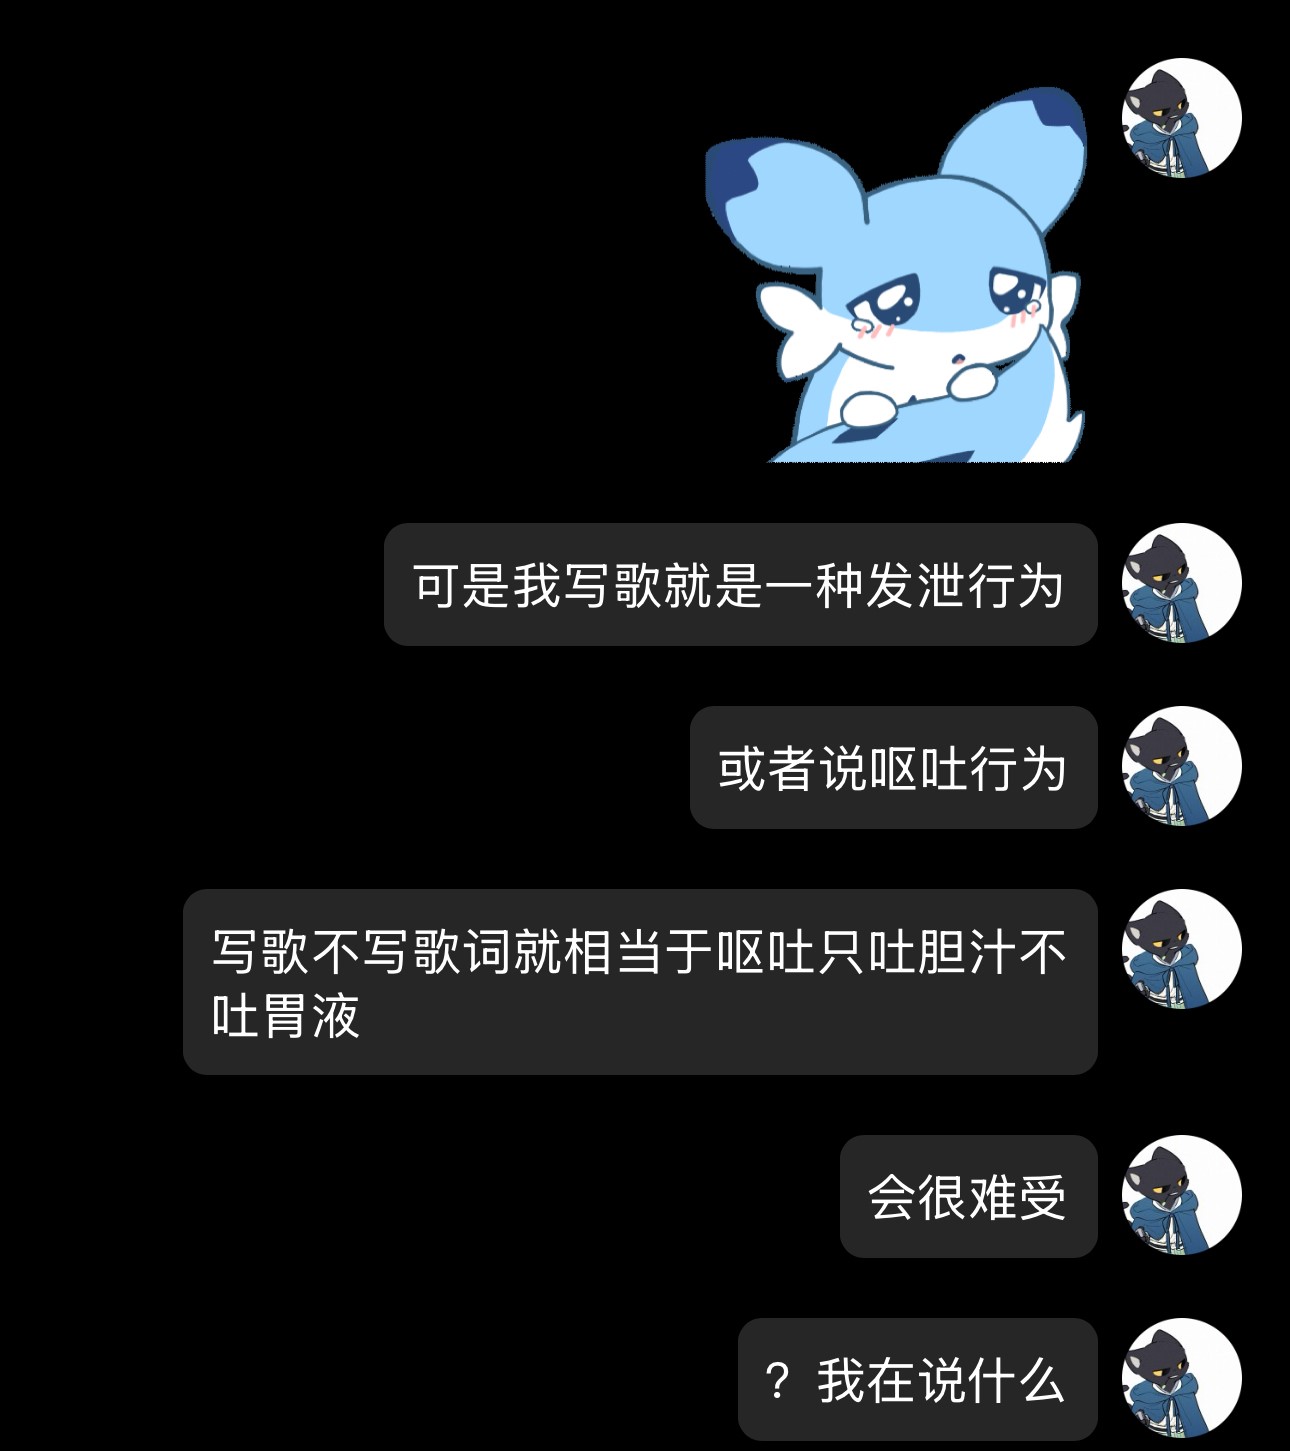 可是我写歌就是一种发泄行为
或者说呕吐行为
写歌不写歌词就相当于呕吐只吐胆汁不
吐胃液
会很难受
？我在说什么